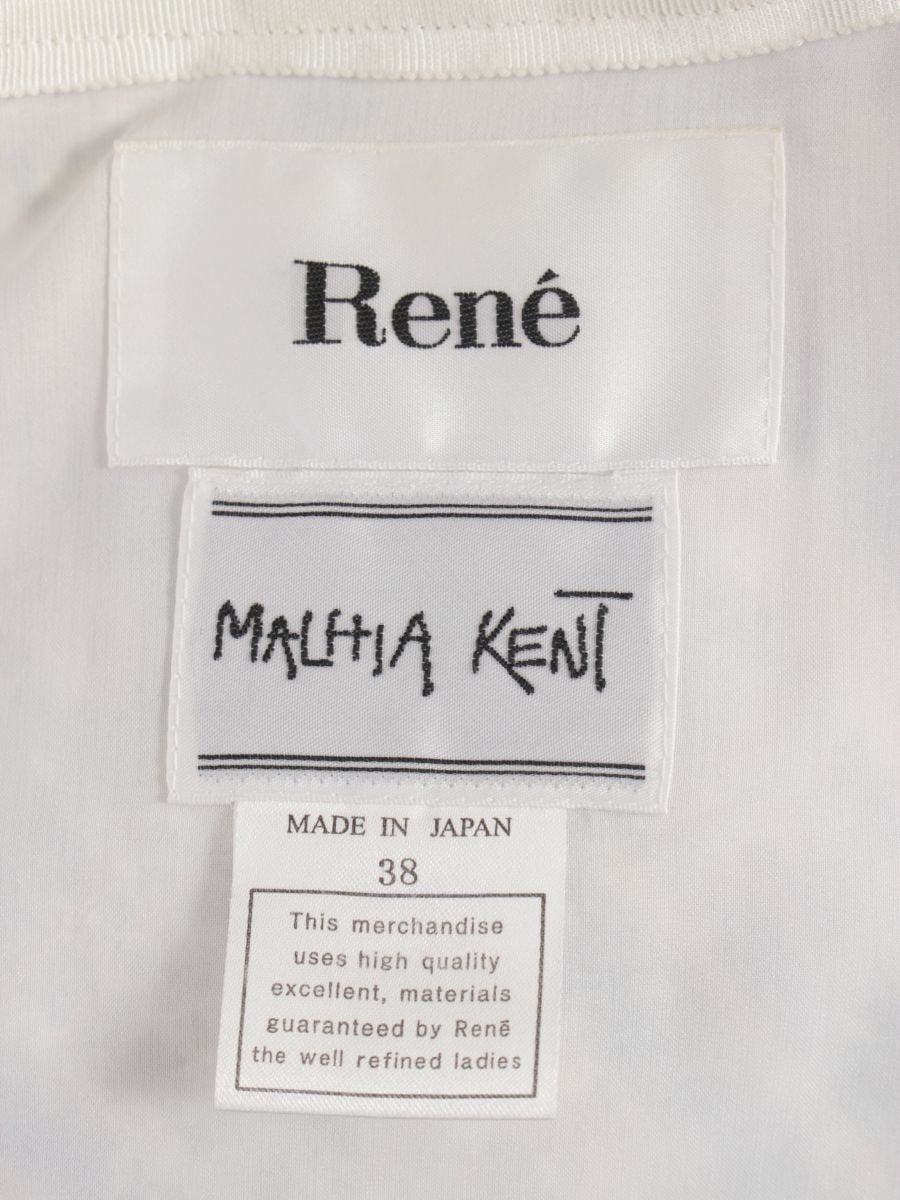 René
MALHIA KENT
MADE IN JAPAN
38
This merchandise
uses high quality
excellent, materials
guaranteed by René
the well refined ladies